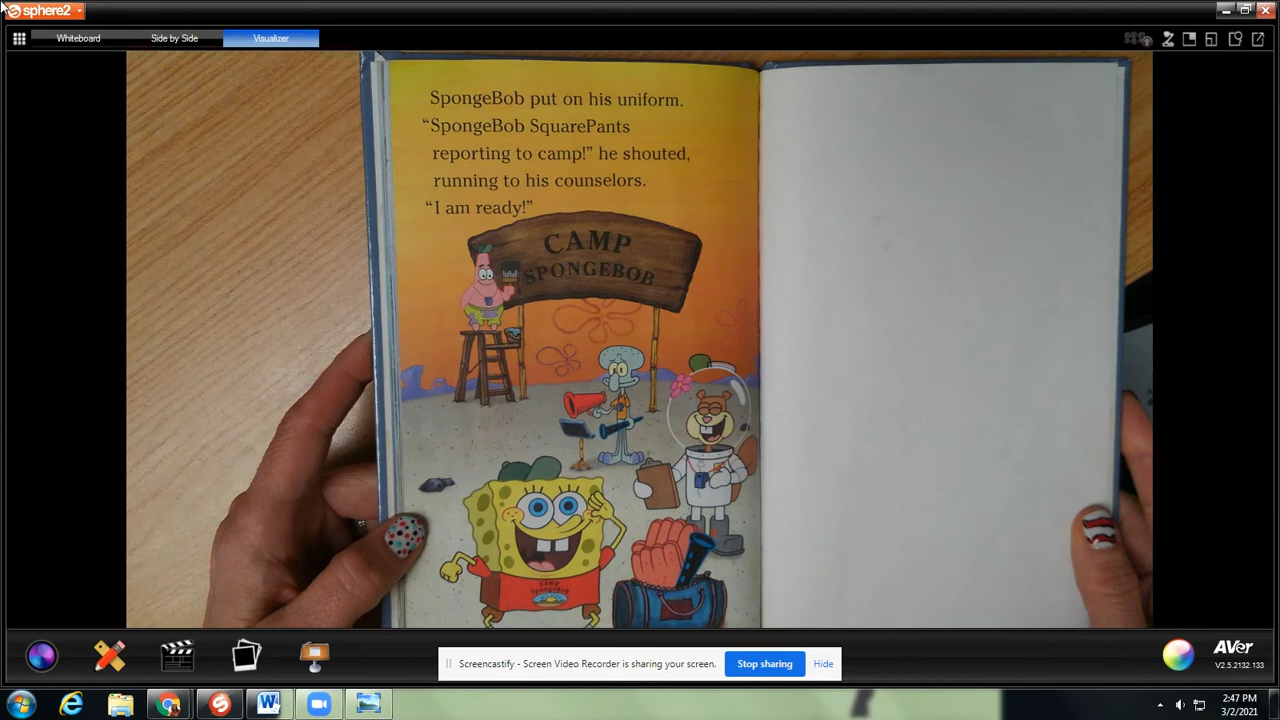 sphere2
Whiteboard
Side by Side
Visualizer
SpongeBob put on his uniform.
“SpongeBob SquarePants
reporting to camp!” he shouted,
running to his counselors.
“I am ready!”
CAMP
SPONGEBOB
CAMP
SPONGEBOB
Screencastify - Screen Video Recorder is sharing your screen.
Stop sharing
Hide
AVer
V2.5.2132.133
2:47 PM
3/2/2021